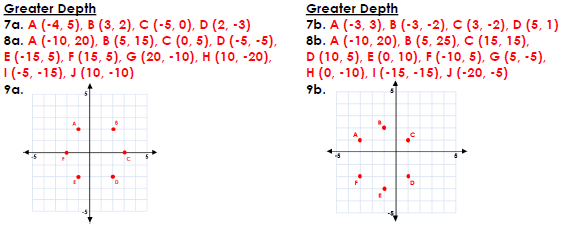 Greater Depth
7a. A (-4, 5), B (3, 2), C (-5, 0), D (2, -3)
8a. A (-10, 20), B (5, 15), C (0, 5), D (-5, -5),
E (-15, 5), F (15, 5), G (20, -10), H (10, -20),
I (-5, -15), J (10, -10)
9a.
5
A B
-5 F C 5
E D
-5
Greater Depth
7b. A (-3, 3), B (-3, -2), C (3, -2), D (5, 1)
8b. A (-10, 20), B (5, 25), C (15, 15),
D (10, 5), E (0, 10), F (-10, 5), G (5, -5),
H (0, -10), I (-15, -15), J (-20, -5)
9b.
5
B
A C
-5 5
F D
E
-5